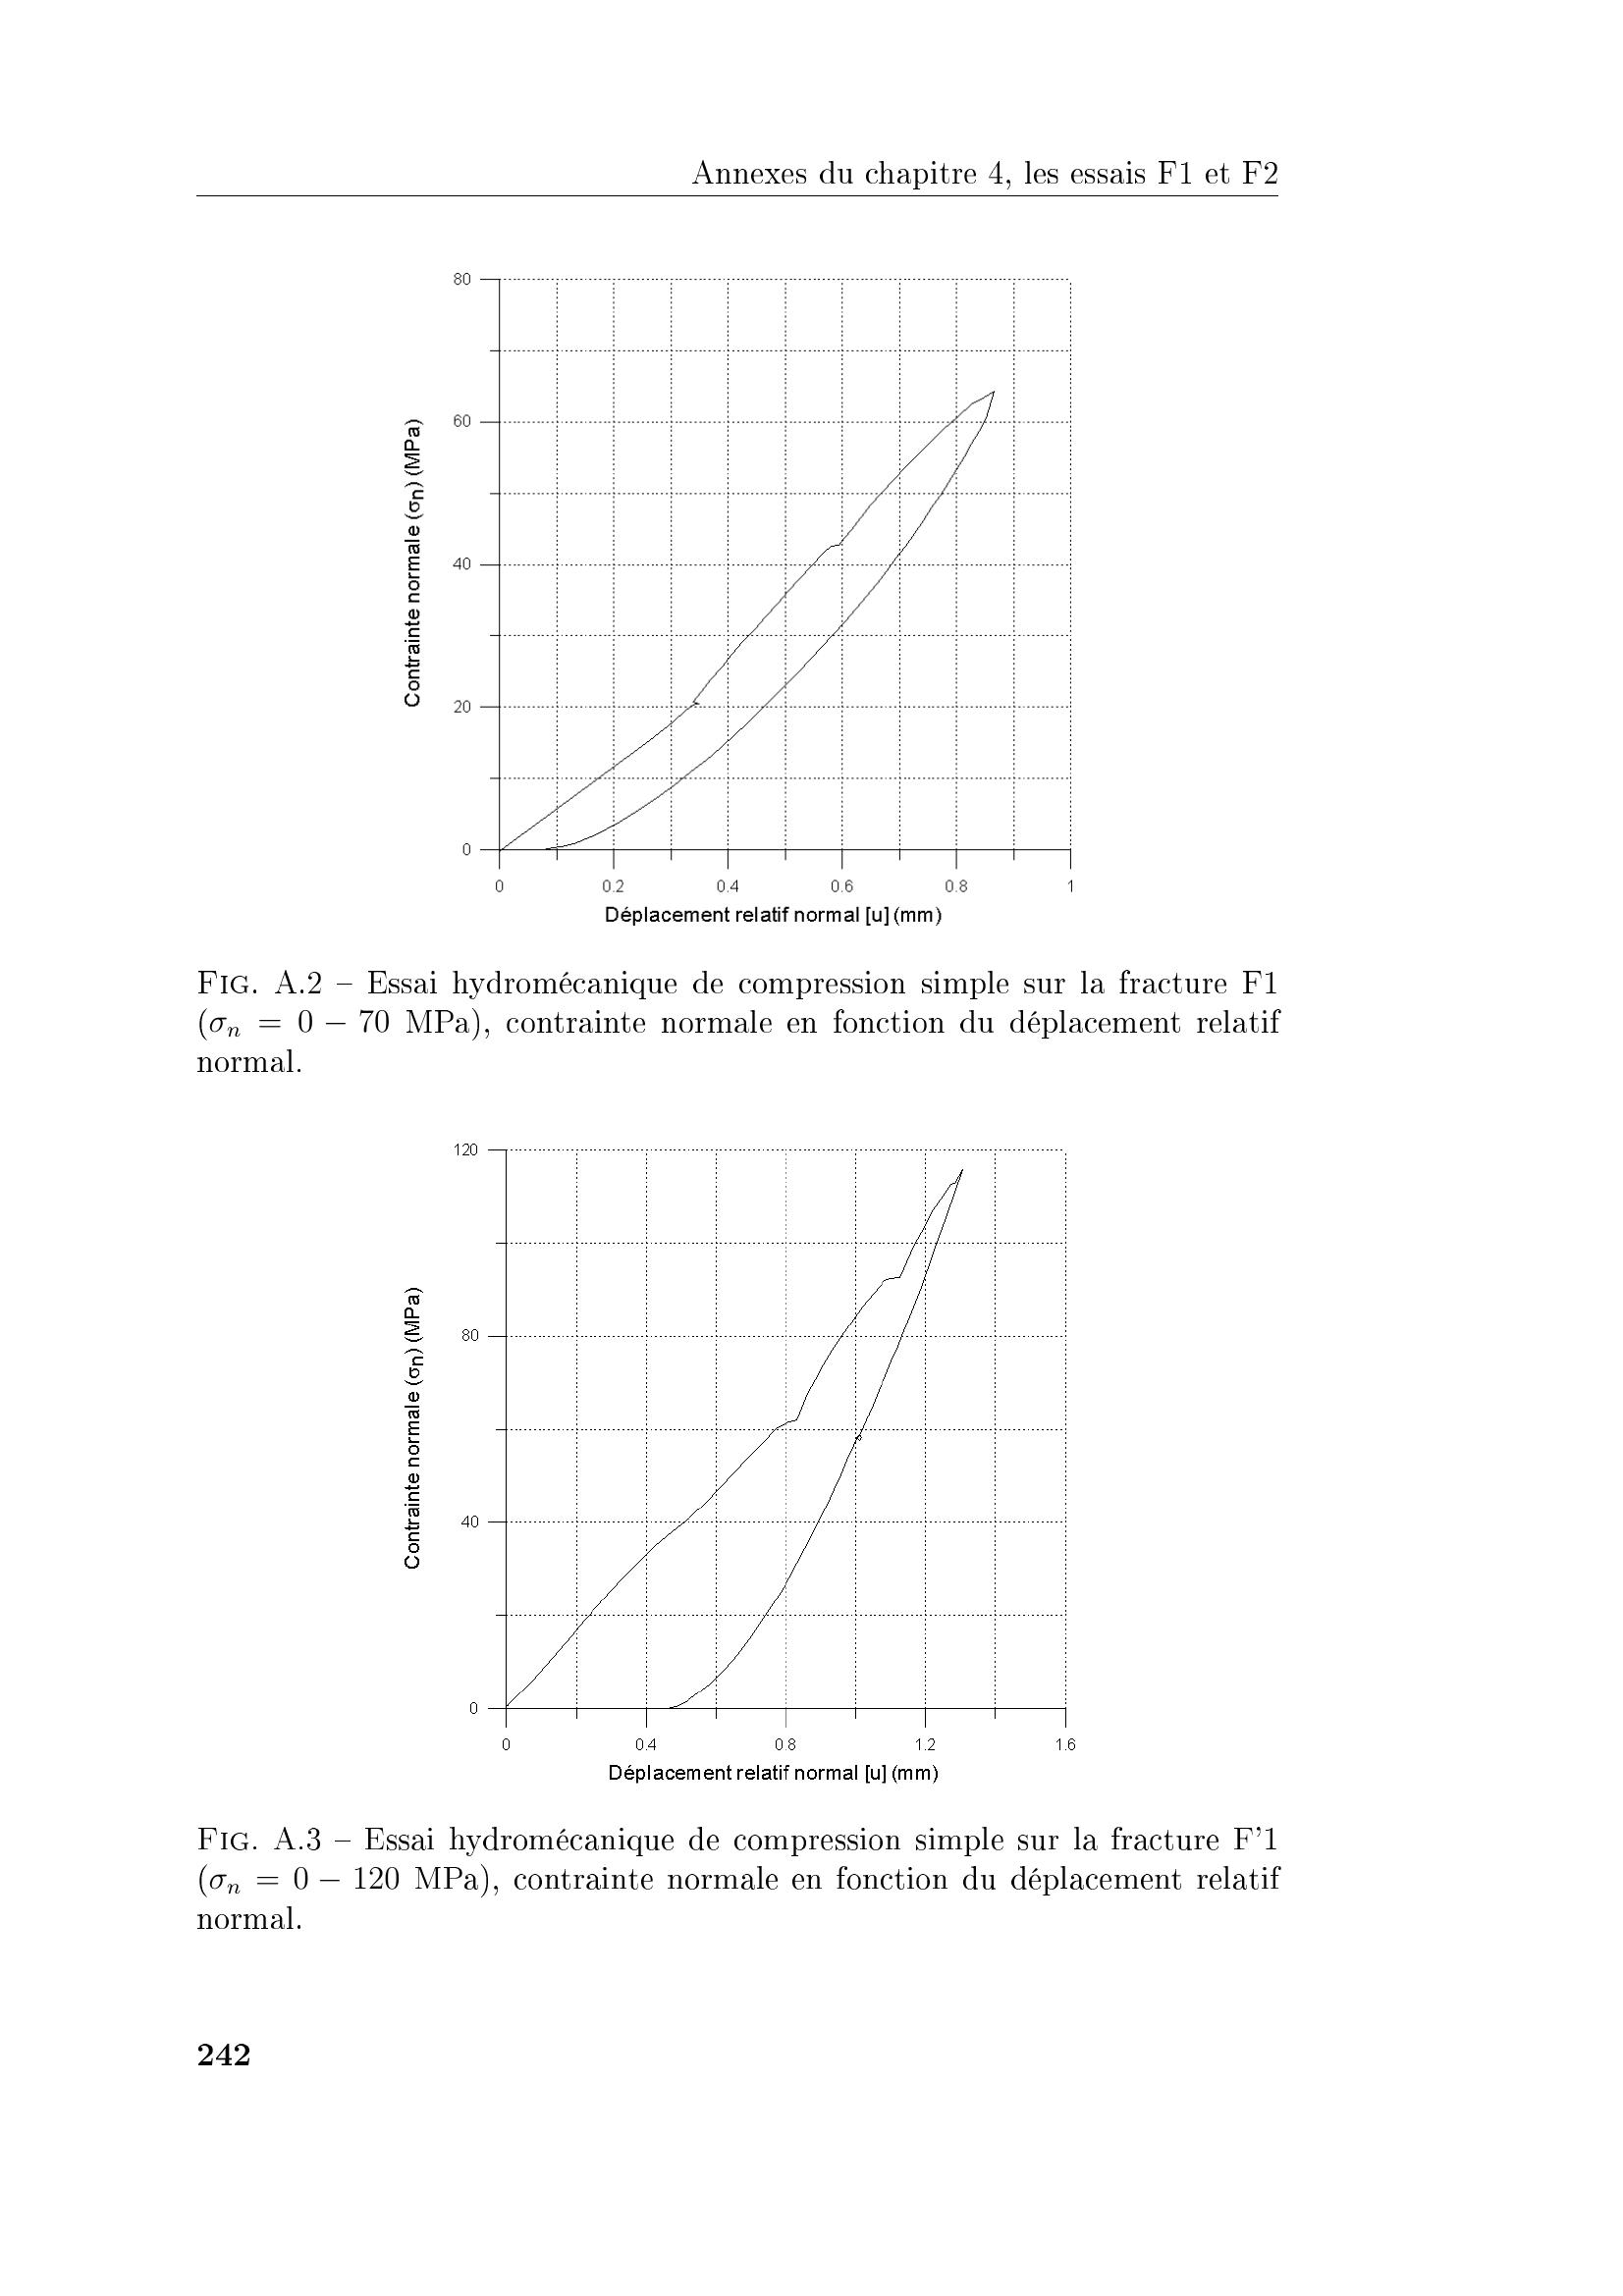 Annexes du chapitre 4, les essais F1 et F2
80
60
40
20
0
Contrainte normale (σn) (MPa)
0 0.2 0.4 0.6 0.8 1
Déplacement relatif normal [u] (mm)
FIG. A.2 – Essai hydromécanique de compression simple sur la fracture F1
(σn = 0 − 70 MPa), contrainte normale en fonction du déplacement relatif
normal.
120
80
40
0
Contrainte normale (σn) (MPa)
0 0.4 0.8 1.2 1.6
Déplacement relatif normal [u] (mm)
FIG. A.3 – Essai hydromécanique de compression simple sur la fracture F'1
(σn = 0 − 120 MPa), contrainte normale en fonction du déplacement relatif
normal.
242